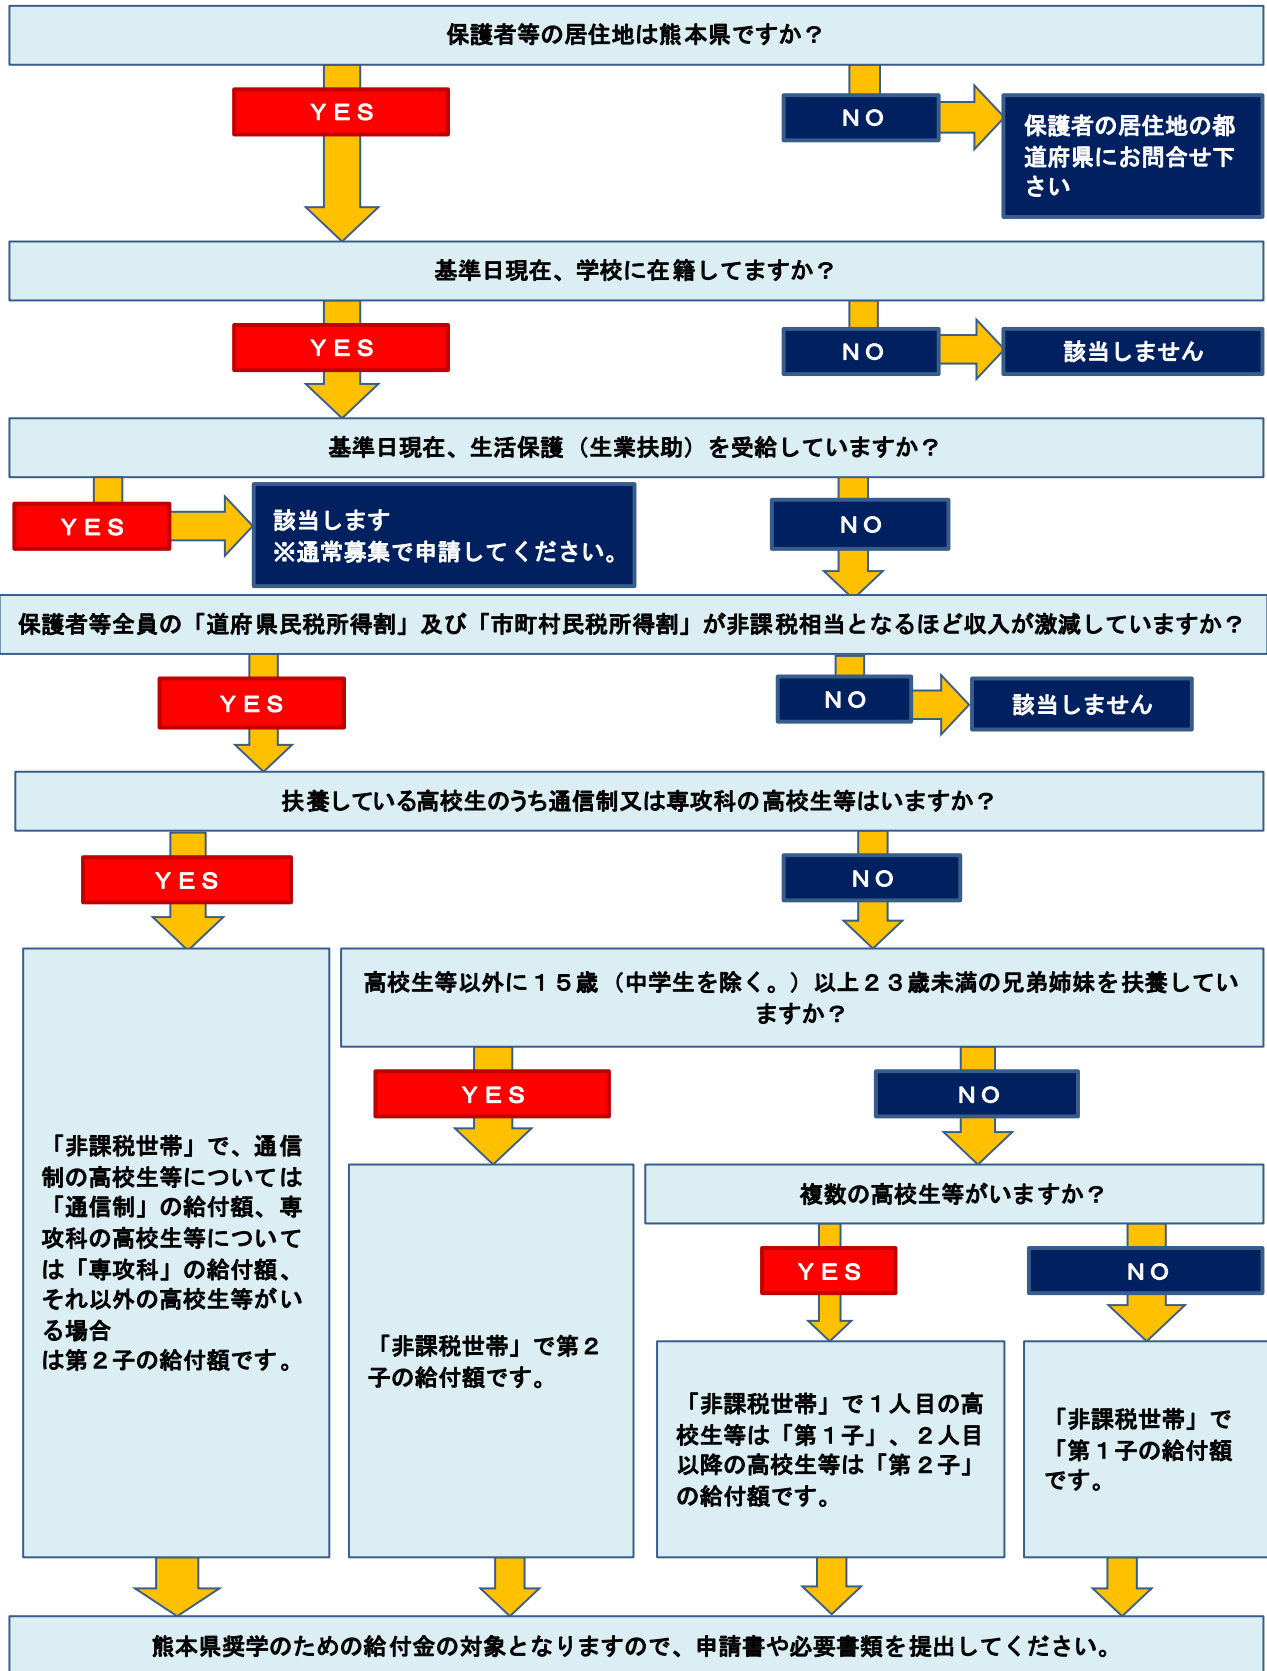 保護者等の居住地は熊本県ですか？
ＹＥＳ
ＮＯ
保護者の居住地の都
道府県にお問合せ下
さい
基準日現在、学校に在籍してますか？
ＹＥＳ
ＮＯ
該当しません
基準日現在、生活保護（生業扶助）を受給していますか？
ＹＥＳ
該当します
※通常募集で申請してください。
ＮＯ
保護者等全員の「道府県民税所得割」及び「市町村民税所得割」が非課税相当となるほど収入が激減していますか？
ＹＥＳ
ＮＯ
該当しません
扶養している高校生のうち通信制又は専攻科の高校生等はいますか？
ＹＥＳ
ＮＯ
高校生等以外に１５歳（中学生を除く。）以上２３歳未満の兄弟姉妹を扶養してい
ますか？
ＹＥＳ
ＮＯ
「非課税世帯」で、通信
制の高校生等については
「通信制」の給付額、専
攻科の高校生等について
は「専攻科」の給付額、
それ以外の高校生等がい
る場合
は第２子の給付額です。
「非課税世帯」で第２
子の給付額です。
複数の高校生等がいますか？
ＹＥＳ
ＮＯ
「非課税世帯」で１人目の高
校生等は「第１子」、２人目
以降の高校生等は「第２子」
の給付額です。
「非課税世帯」で
「第１子の給付額
です。
熊本県奨学のための給付金の対象となりますので、申請書や必要書類を提出してください。